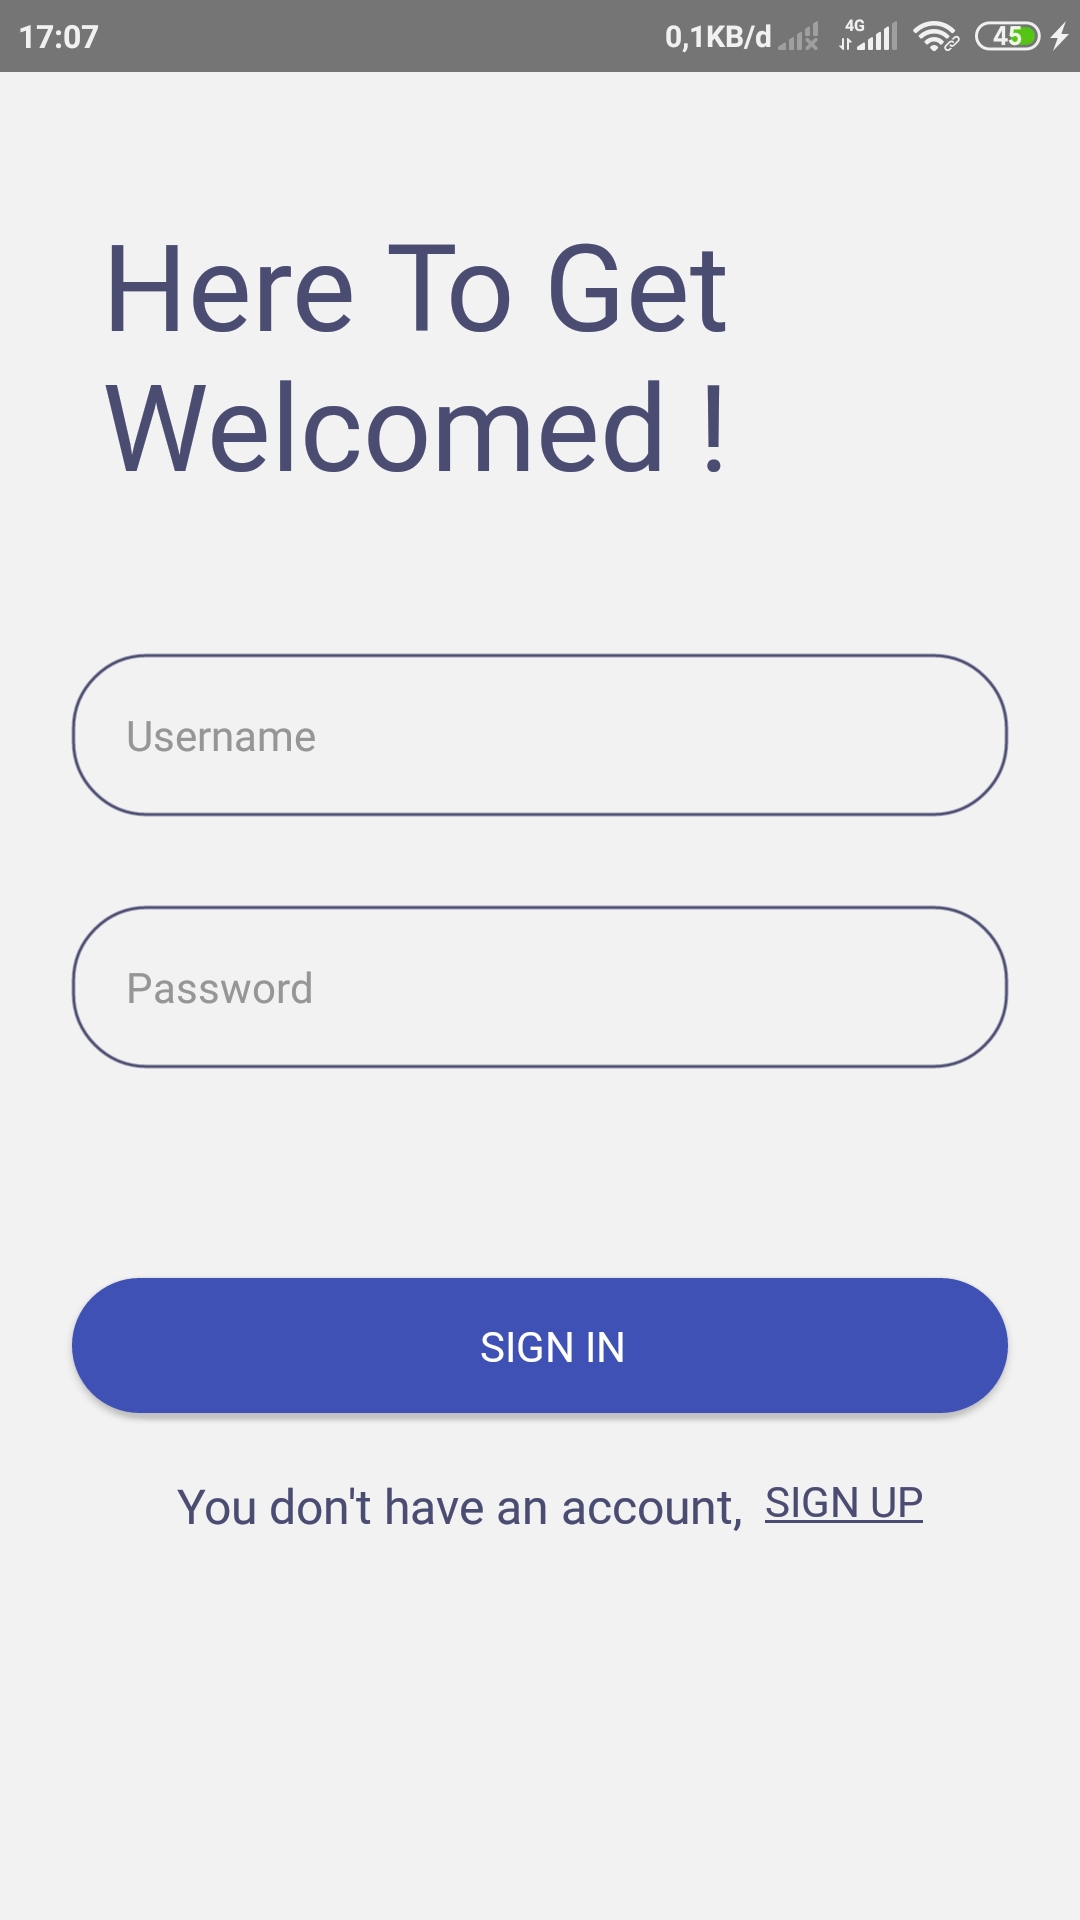 17:07 0,1KB/d 4G 45
Here To Get
Welcomed !
Username
Password
SIGN IN
You don't have an account, SIGN UP